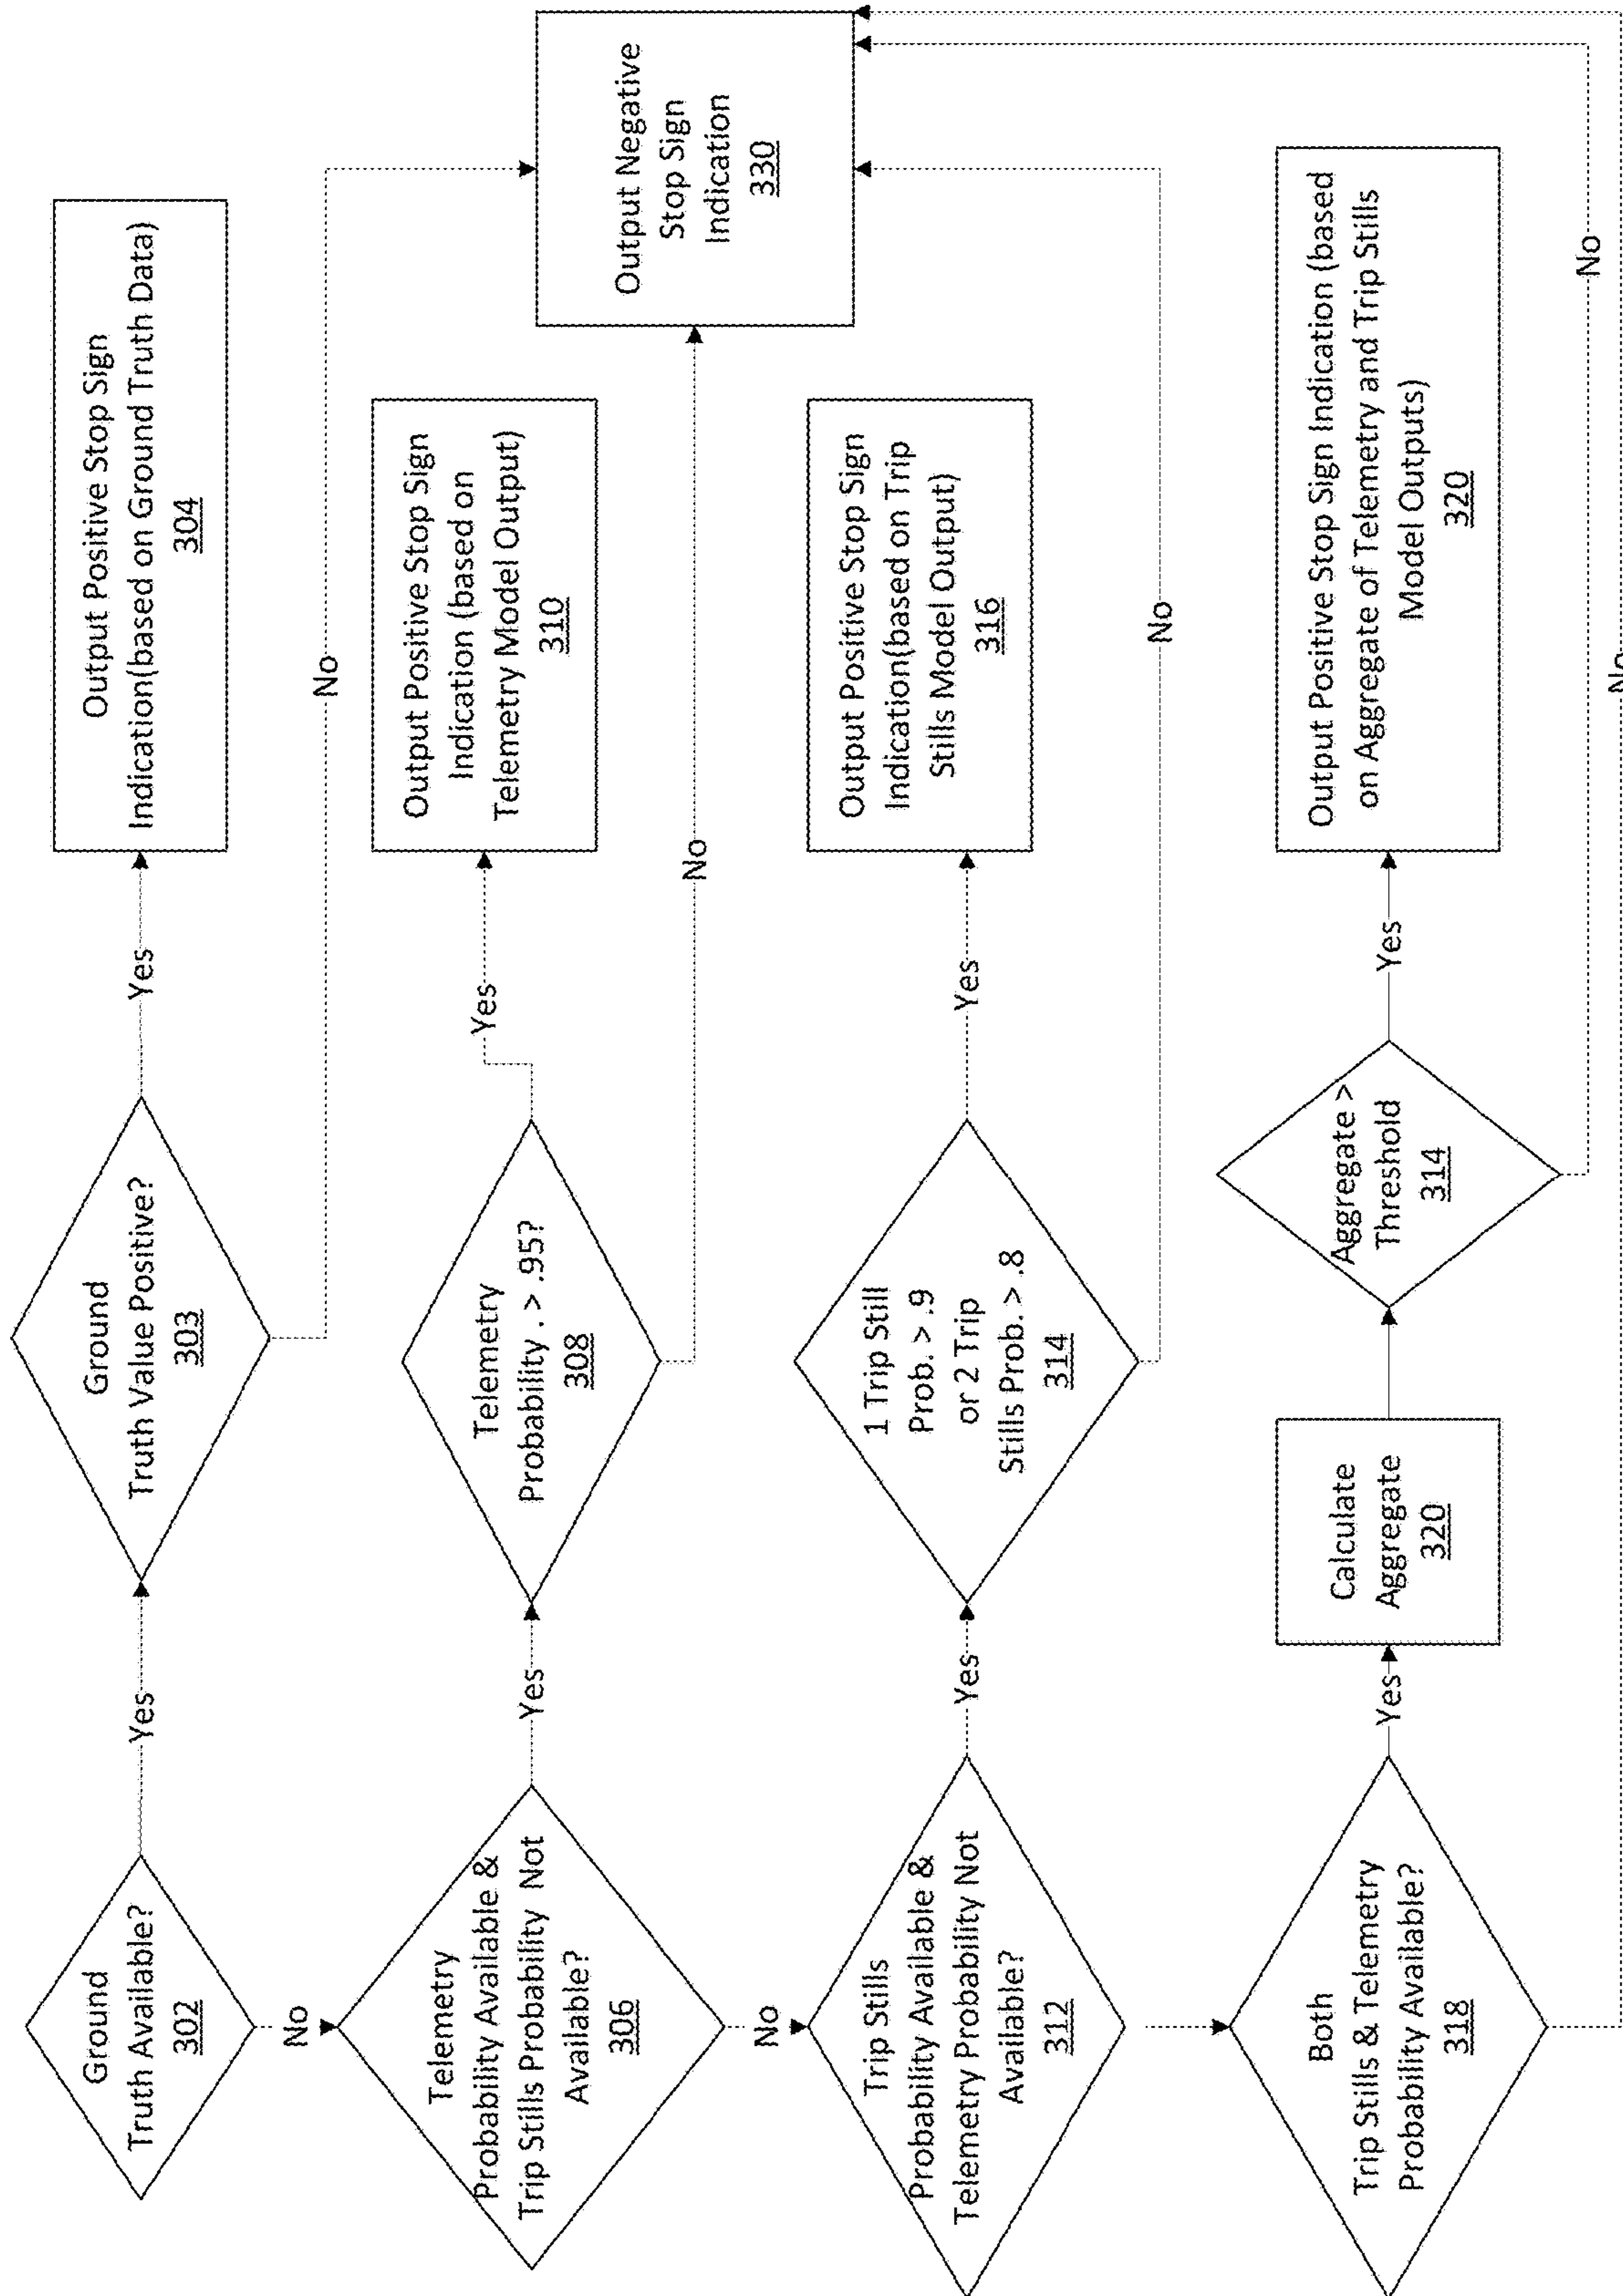 Ground
Truth Available?
302
Yes
Ground
Truth Value Positive?
303
Yes
Output Positive Stop Sign
Indication(based on Ground Truth Data)
304
No
No
Telemetry
Probability Available &
Trip Stills Probability Not
Available?
306
Yes
Telemetry
Probability . > .95?
308
Yes
Output Positive Stop Sign
Indication (based on
Telemetry Model Output)
310
No
Output Negative
Stop Sign
Indication
330
No
Trip Stills
Probability Available &
Telemetry Probability Not
Available?
312
Yes
1 Trip Still
Prob. > .9
or 2 Trip
Stills Prob. > .8
314
Yes
Output Positive Stop Sign
Indication(based on Trip
Stills Model Output)
316
No
Both
Trip Stills & Telemetry
Probability Available?
318
Yes
Calculate
Aggregate
320
Aggregate >
Threshold
314
Yes
Output Positive Stop Sign Indication (based
on Aggregate of Telemetry and Trip Stills
Model Outputs)
320
No
No